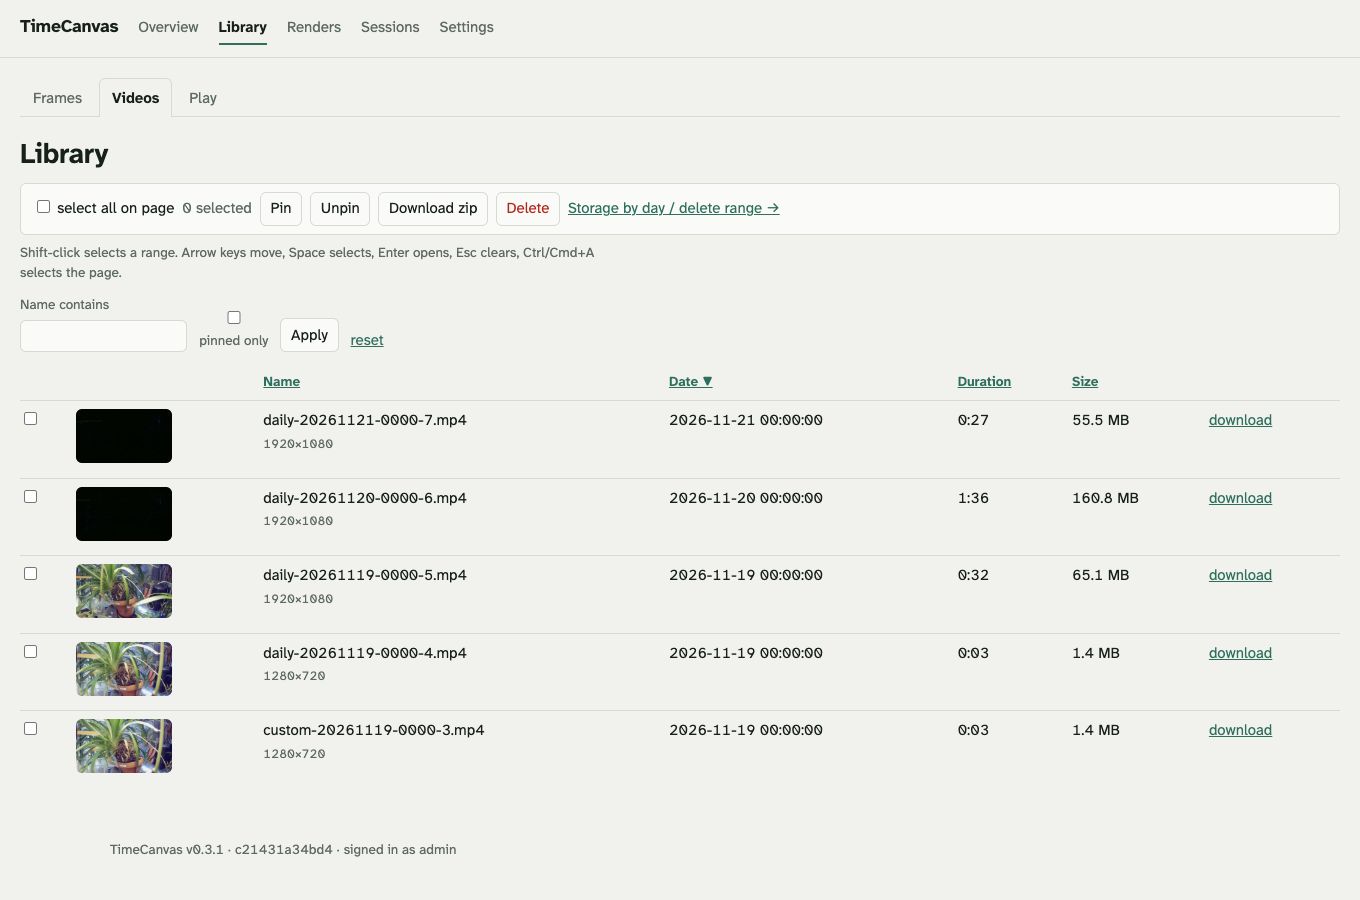 TimeCanvas Overview Library Renders Sessions Settings
Frames Videos Play
Library
select all on page 0 selected Pin Unpin Download zip Delete Storage by day / delete range →
Shift-click selects a range. Arrow keys move, Space selects, Enter opens, Esc clears, Ctrl/Cmd+A
selects the page.
Name contains
pinned only Apply reset
Name Date ▼ Duration Size
daily-20261121-0000-7.mp4 2026-11-21 00:00:00 0:27 55.5 MB download
1920×1080
daily-20261120-0000-6.mp4 2026-11-20 00:00:00 1:36 160.8 MB download
1920×1080
daily-20261119-0000-5.mp4 2026-11-19 00:00:00 0:32 65.1 MB download
1920×1080
daily-20261119-0000-4.mp4 2026-11-19 00:00:00 0:03 1.4 MB download
1280×720
custom-20261119-0000-3.mp4 2026-11-19 00:00:00 0:03 1.4 MB download
1280×720
TimeCanvas v0.3.1 · c21431a34bd4 · signed in as admin